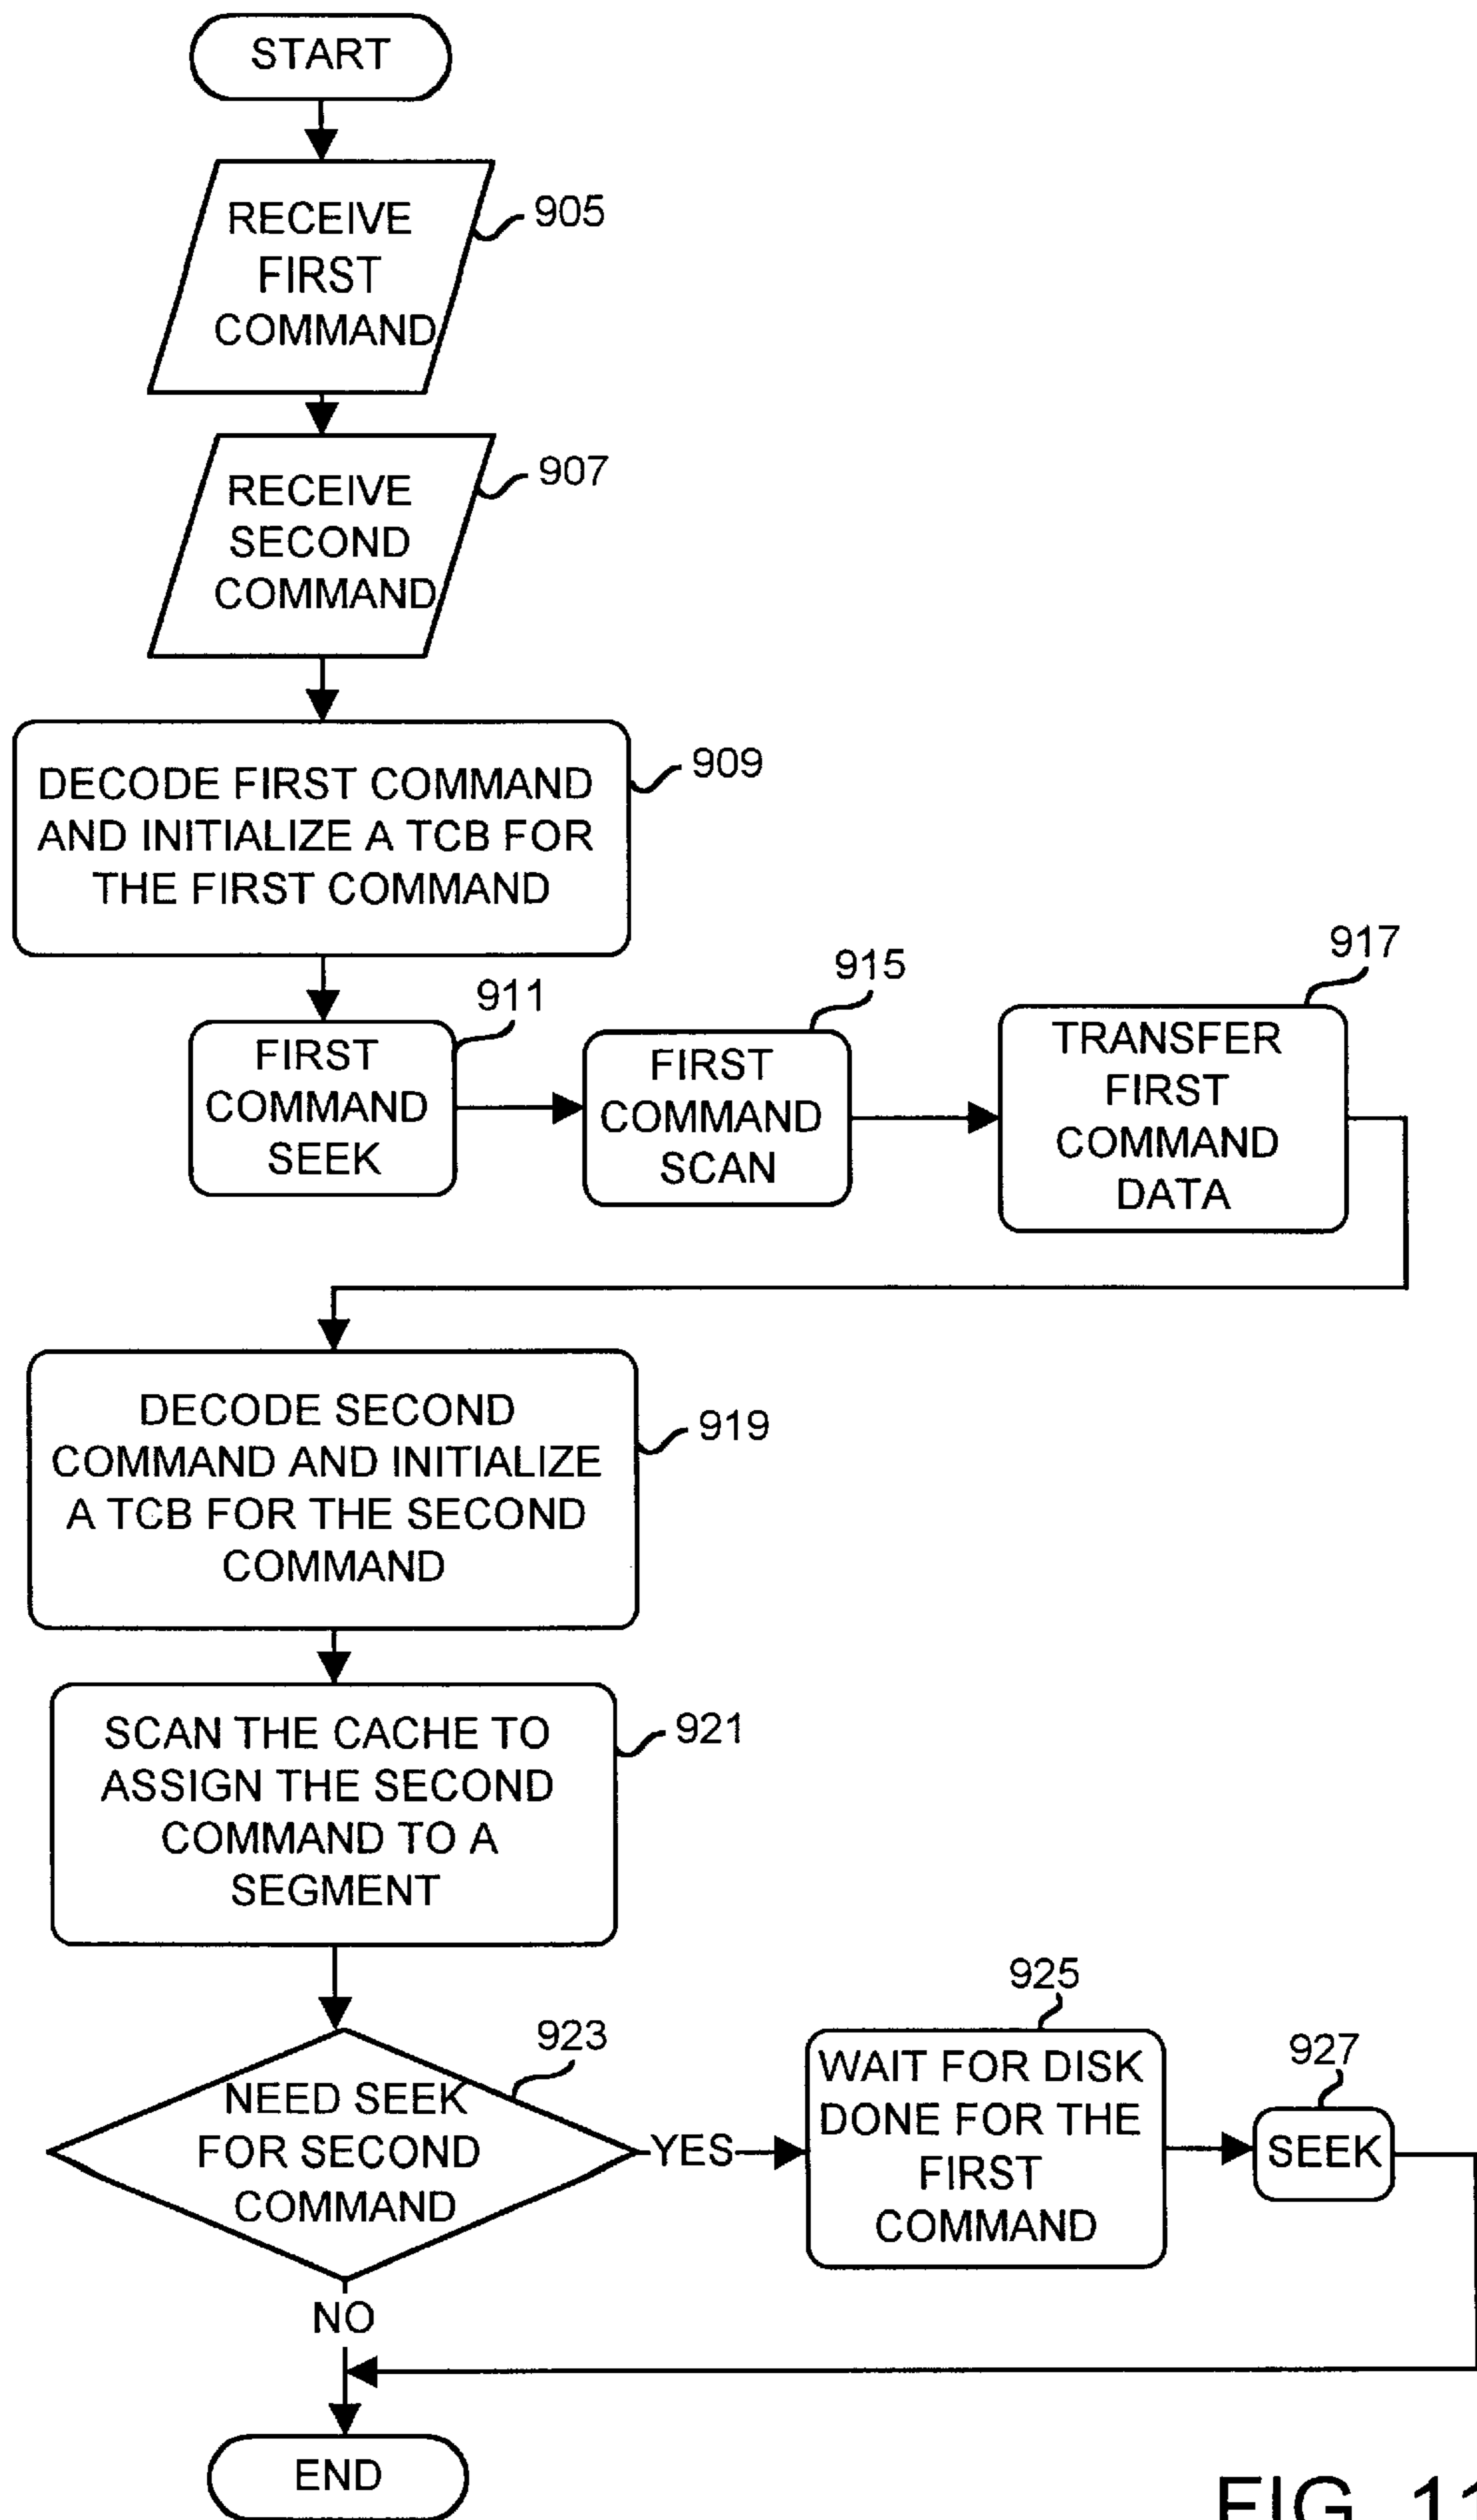 START
RECEIVE
FIRST
COMMAND
905
RECEIVE
SECOND
COMMAND
907
DECODE FIRST COMMAND
AND INITIALIZE A TCB FOR
THE FIRST COMMAND
909
FIRST
COMMAND
SEEK
911
FIRST
COMMAND
SCAN
915
TRANSFER
FIRST
COMMAND
DATA
917
DECODE SECOND
COMMAND AND INITIALIZE
A TCB FOR THE SECOND
COMMAND
919
SCAN THE CACHE TO
ASSIGN THE SECOND
COMMAND TO A
SEGMENT
921
NEED SEEK
FOR SECOND
COMMAND
923
YES
WAIT FOR DISK
DONE FOR THE
FIRST
COMMAND
925
SEEK
927
NO
END
FIG. 11